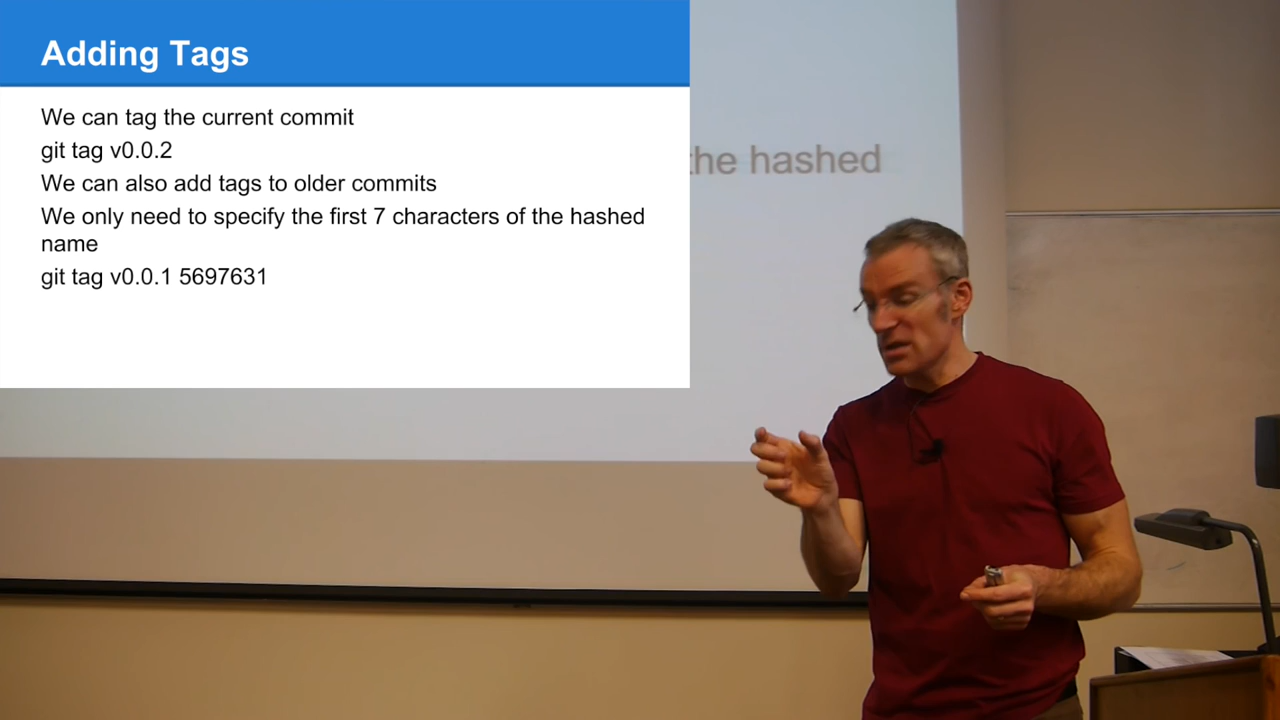 Adding Tags
We can tag the current commit
git tag v0.0.2
We can also add tags to older commits
We only need to specify the first 7 characters of the hashed
name
git tag v0.0.1 5697631
the hashed